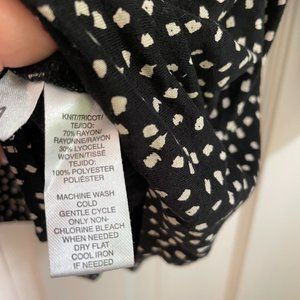 KNIT/TRICOT/
TEJIDO:
70% RAYON/
RAYONNE/RAYON
30% LYOCELL
WOVEN/TISSÉ
TEJIDO:
100% POLYESTER
POLIÉSTER
MACHINE WASH
COLD
GENTLE CYCLE
ONLY NON-
CHLORINE BLEACH
WHEN NEEDED
DRY FLAT
COOL IRON
IF NEEDED